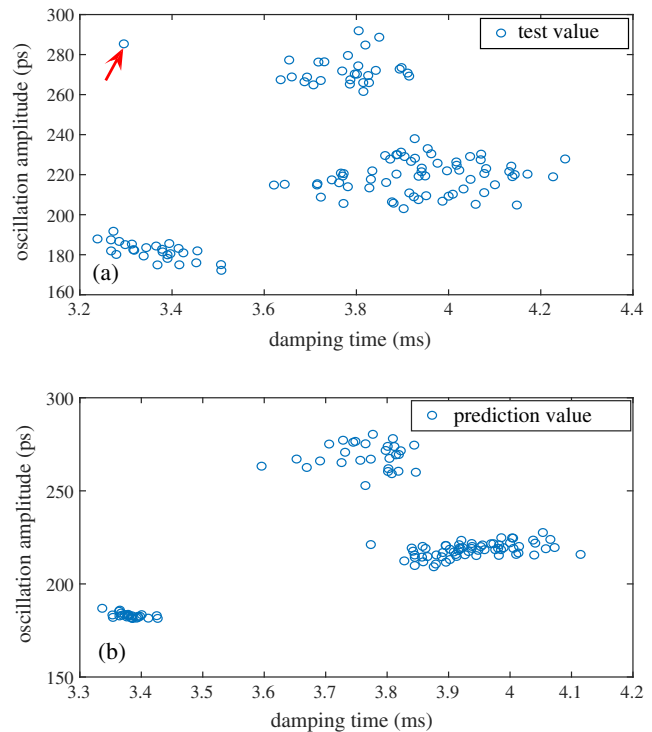 300
280
260
240
220
200
180
160
oscillation amplitude (ps)
test value
(a)
3.2 3.4 3.6 3.8 4 4.2 4.4
damping time (ms)
300
250
200
150
oscillation amplitude (ps)
prediction value
(b)
3.3 3.4 3.5 3.6 3.7 3.8 3.9 4 4.1 4.2
damping time (ms)